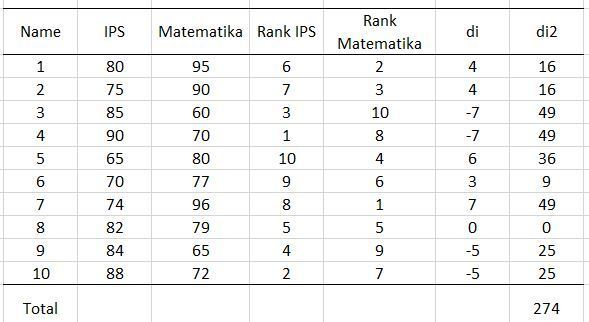 Name IPS Matematika Rank IPS Rank Matematika di di2
1 80 95 6 2 4 16
2 75 90 7 3 4 16
3 85 60 3 10 -7 49
4 90 70 1 8 -7 49
5 65 80 10 4 6 36
6 70 77 9 6 3 9
7 74 96 8 1 7 49
8 82 79 5 5 0 0
9 84 65 4 9 -5 25
10 88 72 2 7 -5 25
Total 274